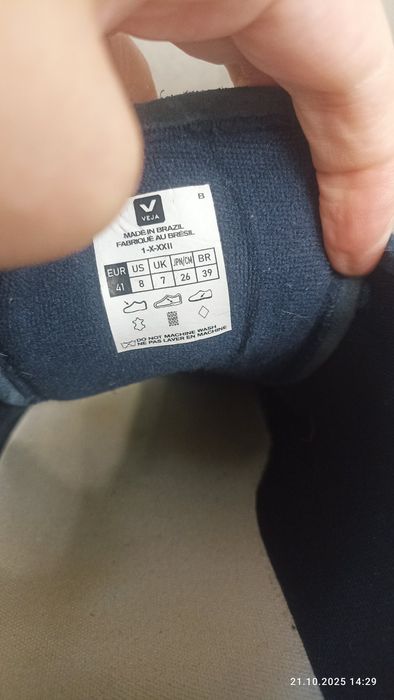 B
VEJA
MADE IN BRAZIL
FABRIQUÉ AU BRÉSIL
1-X-XXII
EUR US UK JPN/CM BR
41 8 7 26 39
DO NOT MACHINE WASH
NE PAS LAVER EN MACHINE
21.10.2025 14:29